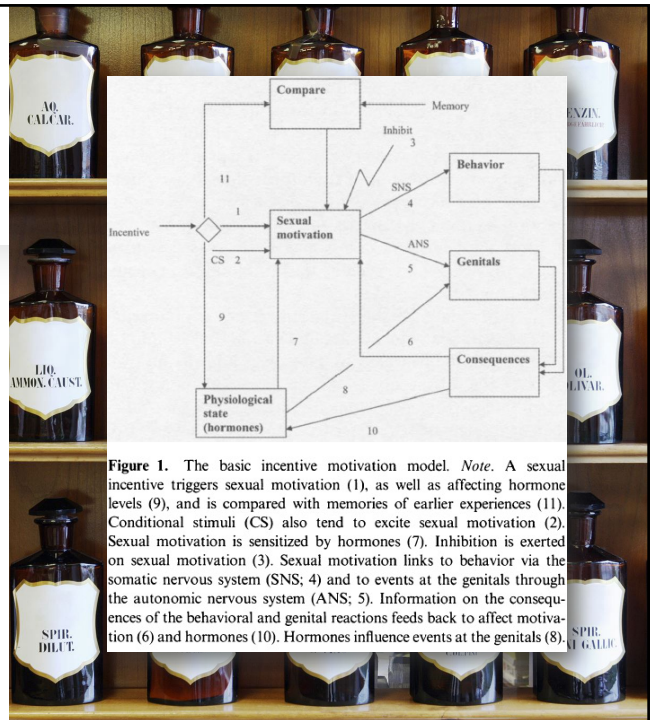 AQ.
CALCAR.
ENZIN.
Compare
Memory
Inhibit
3
Behavior
11
SNS
4
1
Sexual
motivation
Incentive
CS 2
ANS
5
Genitals
9
7
6
Consequences
8
Physiological
state
(hormones)
10
LIQ.
AMMON. CAUST.
OL.
LIVAR.
Figure 1. The basic incentive motivation model. Note. A sexual
incentive triggers sexual motivation (1), as well as affecting hormone
levels (9), and is compared with memories of earlier experiences (11).
Conditional stimuli (CS) also tend to excite sexual motivation (2).
Sexual motivation is sensitized by hormones (7). Inhibition is exerted
on sexual motivation (3). Sexual motivation links to behavior via the
somatic nervous system (SNS; 4) and to events at the genitals through
the autonomic nervous system (ANS; 5). Information on the consequ-
ences of the behavioral and genital reactions feeds back to affect motiva-
tion (6) and hormones (10). Hormones influence events at the genitals (8).
SPIR.
DILUT.
SPIR.
I GALLIC.